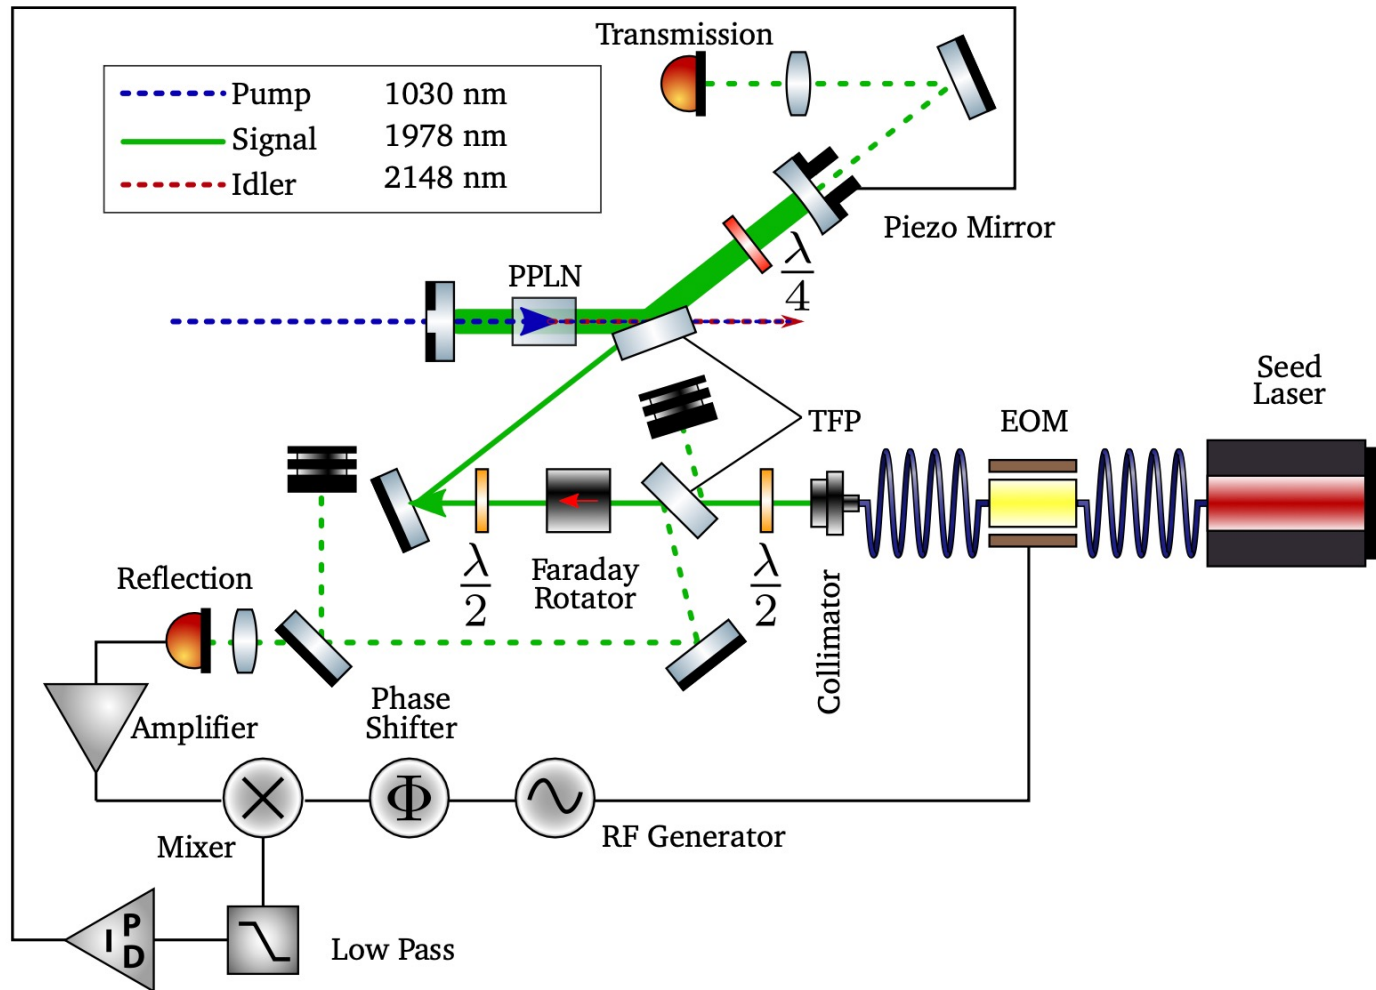 Transmission
Pump 1030 nm
Signal 1978 nm
Idler 2148 nm
Piezo Mirror
λ
4
PPLN
TFP
EOM
Seed
Laser
λ
2
Faraday
Rotator
λ
2
Collimator
Reflection
Amplifier
Phase
Shifter
Φ
Mixer
RF Generator
P
I
D
Low Pass